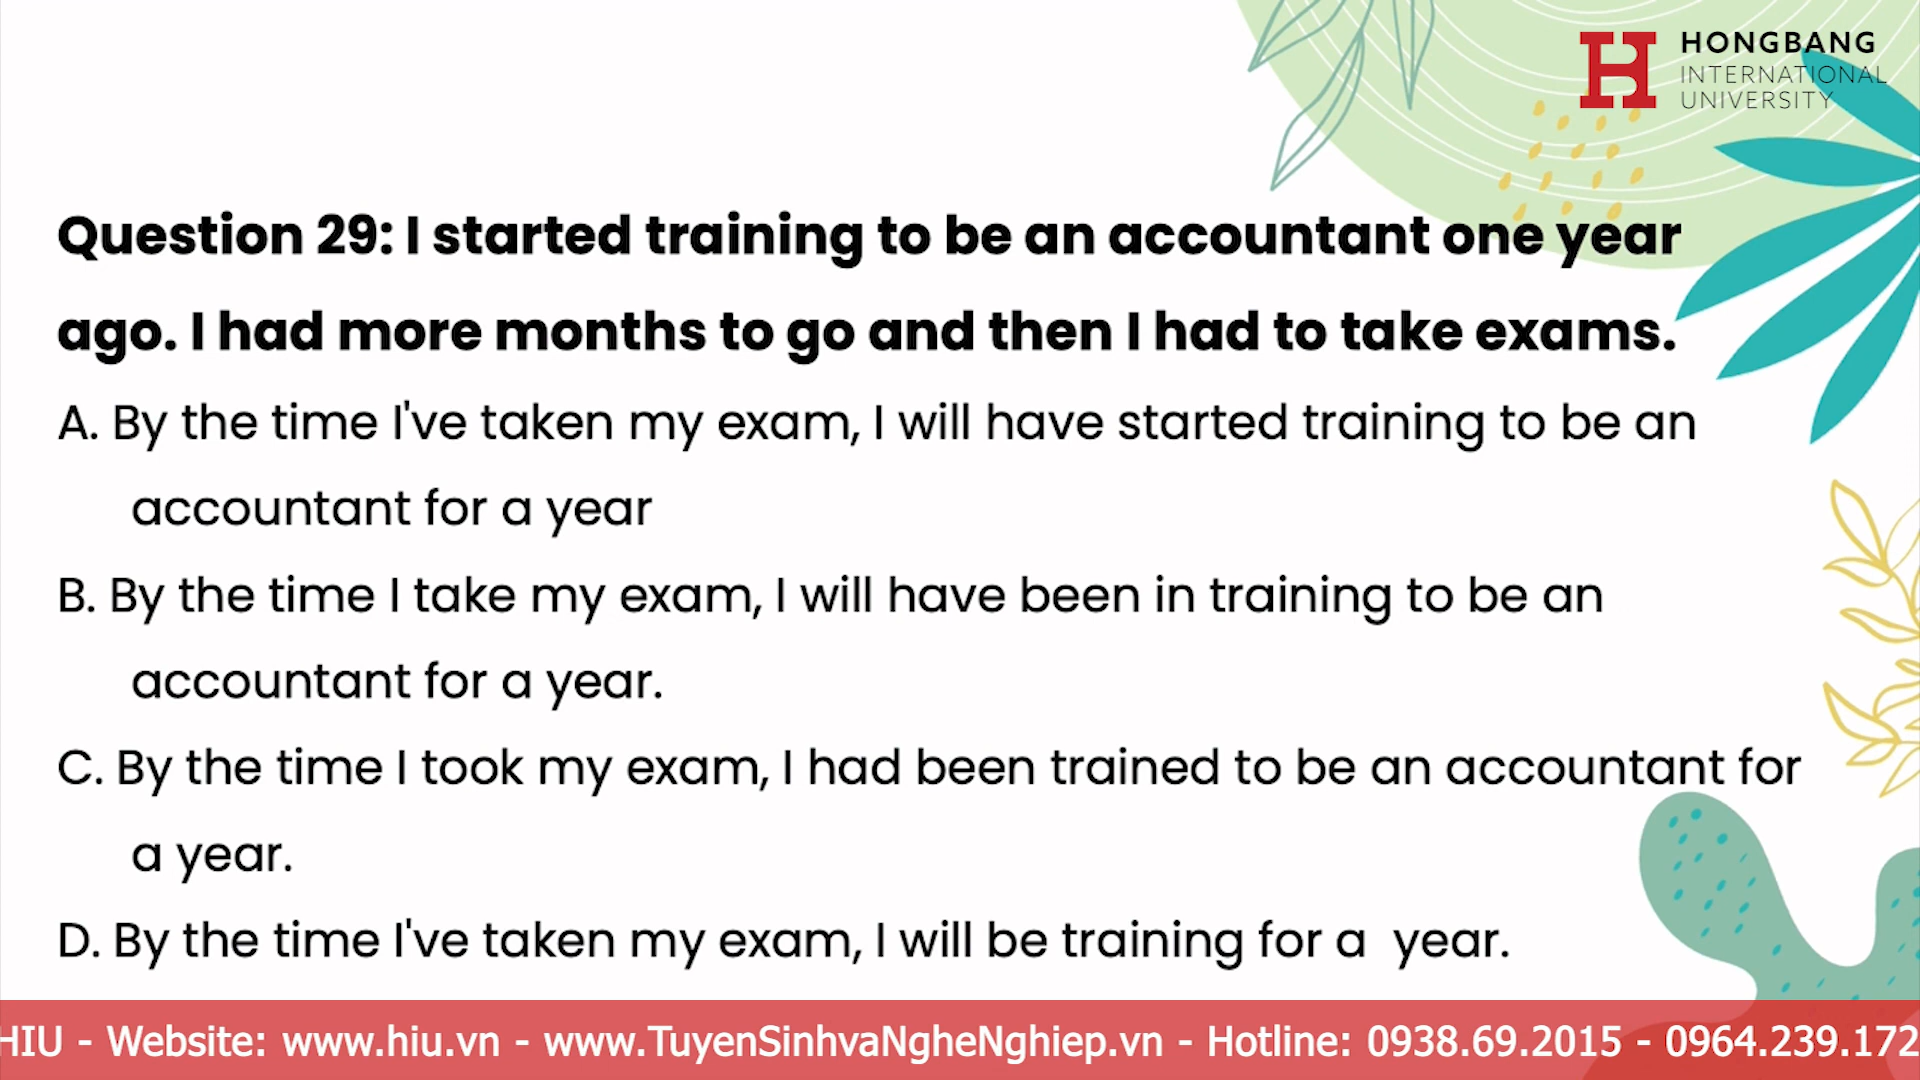 HONGBANG
INTERNATIONAL
UNIVERSITY
Question 29: I started training to be an accountant one year
ago. I had more months to go and then I had to take exams.
A. By the time I've taken my exam, I will have started training to be an
accountant for a year
B. By the time I take my exam, I will have been in training to be an
accountant for a year.
C. By the time I took my exam, I had been trained to be an accountant for
a year.
D. By the time I've taken my exam, I will be training for a  year.
HIU - Website: www.hiu.vn - www.TuyenSinhvaNgheNghiep.vn - Hotline: 0938.69.2015 - 0964.239.172